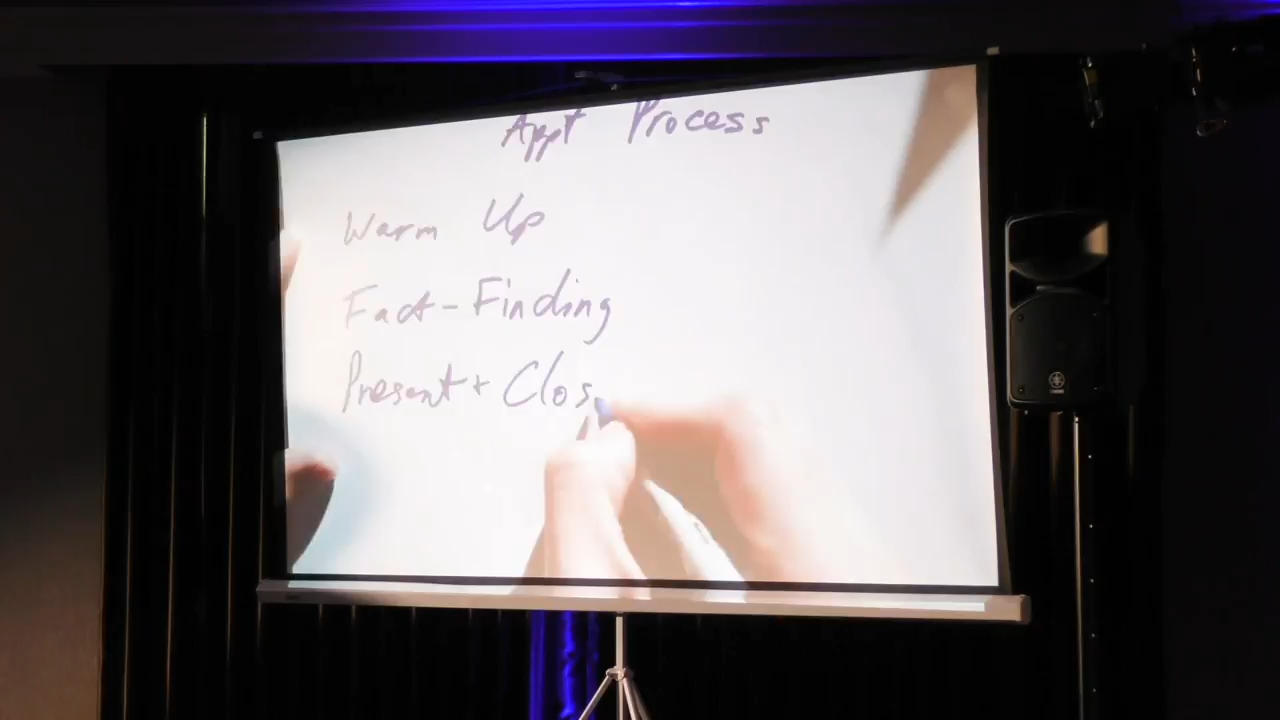 Appt Process
Warm Up
Fact-Finding
Present + Clos